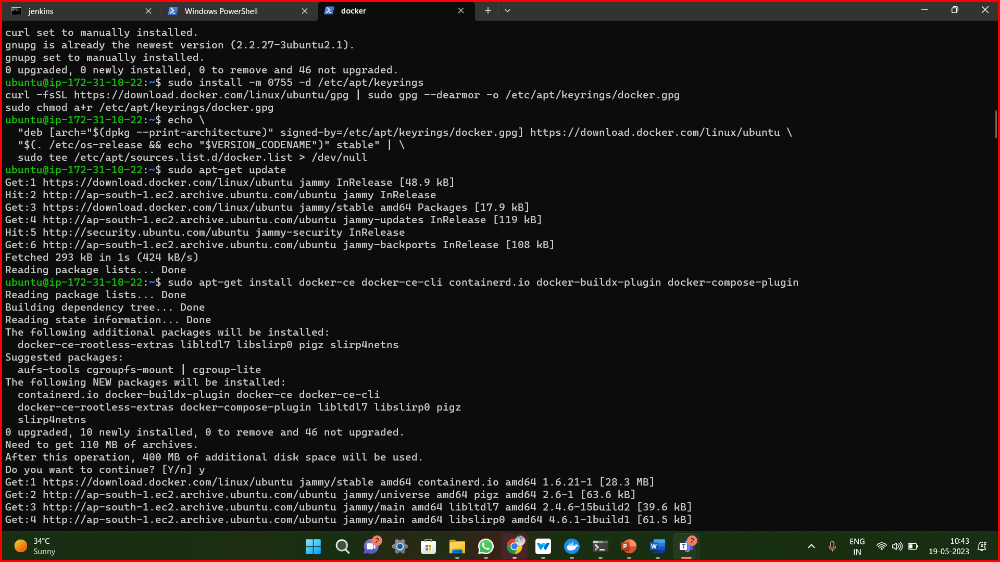 jenkins
Windows PowerShell
docker
curl set to manually installed.
gnupg is already the newest version (2.2.27-3ubuntu2.1).
gnupg set to manually installed.
0 upgraded, 0 newly installed, 0 to remove and 46 not upgraded.
ubuntu@ip-172-31-10-22:~$ sudo install -m 0755 -d /etc/apt/keyrings
curl -fsSL https://download.docker.com/linux/ubuntu/gpg | sudo gpg --dearmor -o /etc/apt/keyrings/docker.gpg
sudo chmod a+r /etc/apt/keyrings/docker.gpg
ubuntu@ip-172-31-10-22:~$ echo \
  "deb [arch="$(dpkg --print-architecture)" signed-by=/etc/apt/keyrings/docker.gpg] https://download.docker.com/linux/ubuntu \
  "$(. /etc/os-release && echo "$VERSION_CODENAME")" stable" | \
  sudo tee /etc/apt/sources.list.d/docker.list > /dev/null
ubuntu@ip-172-31-10-22:~$ sudo apt-get update
Get:1 https://download.docker.com/linux/ubuntu jammy InRelease [48.9 kB]
Hit:2 http://ap-south-1.ec2.archive.ubuntu.com/ubuntu jammy InRelease
Get:3 https://download.docker.com/linux/ubuntu jammy/stable amd64 Packages [17.9 kB]
Get:4 http://ap-south-1.ec2.archive.ubuntu.com/ubuntu jammy-updates InRelease [119 kB]
Hit:5 http://security.ubuntu.com/ubuntu jammy-security InRelease
Get:6 http://ap-south-1.ec2.archive.ubuntu.com/ubuntu jammy-backports InRelease [108 kB]
Fetched 293 kB in 1s (424 kB/s)
Reading package lists... Done
ubuntu@ip-172-31-10-22:~$ sudo apt-get install docker-ce docker-ce-cli containerd.io docker-buildx-plugin docker-compose-plugin
Reading package lists... Done
Building dependency tree... Done
Reading state information... Done
The following additional packages will be installed:
  docker-ce-rootless-extras libltdl7 libslirp0 pigz slirp4netns
Suggested packages:
  aufs-tools cgroupfs-mount | cgroup-lite
The following NEW packages will be installed:
  containerd.io docker-buildx-plugin docker-ce docker-ce-cli
  docker-ce-rootless-extras docker-compose-plugin libltdl7 libslirp0 pigz
  slirp4netns
0 upgraded, 10 newly installed, 0 to remove and 46 not upgraded.
Need to get 110 MB of archives.
After this operation, 400 MB of additional disk space will be used.
Do you want to continue? [Y/n] y
Get:1 https://download.docker.com/linux/ubuntu jammy/stable amd64 containerd.io amd64 1.6.21-1 [28.3 MB]
Get:2 http://ap-south-1.ec2.archive.ubuntu.com/ubuntu jammy/universe amd64 pigz amd64 2.6-1 [63.6 kB]
Get:3 http://ap-south-1.ec2.archive.ubuntu.com/ubuntu jammy/main amd64 libltdl7 amd64 2.4.6-15build2 [39.6 kB]
Get:4 http://ap-south-1.ec2.archive.ubuntu.com/ubuntu jammy/main amd64 libslirp0 amd64 4.6.1-1build1 [61.5 kB]
34°C
Sunny
2
P
W
T
2
ENG
IN
10:43
19-05-2023